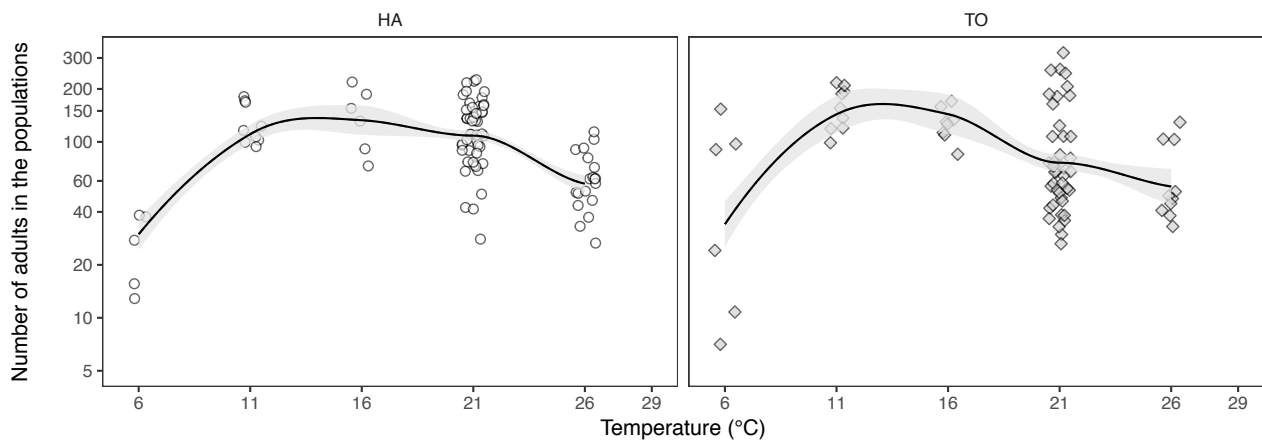 HA
TO
Number of adults in the populations
300
200
150
100
60
40
20
10
5
6 11 16 21 26 29
6 11 16 21 26 29
Temperature (°C)